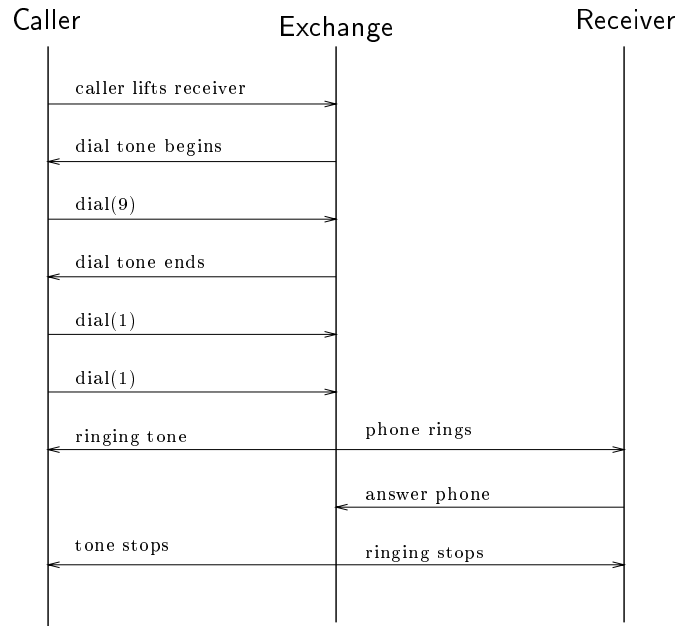 Caller
Exchange
Receiver
caller lifts receiver
dial tone begins
dial(9)
dial tone ends
dial(1)
dial(1)
ringing tone
phone rings
answer phone
tone stops
ringing stops